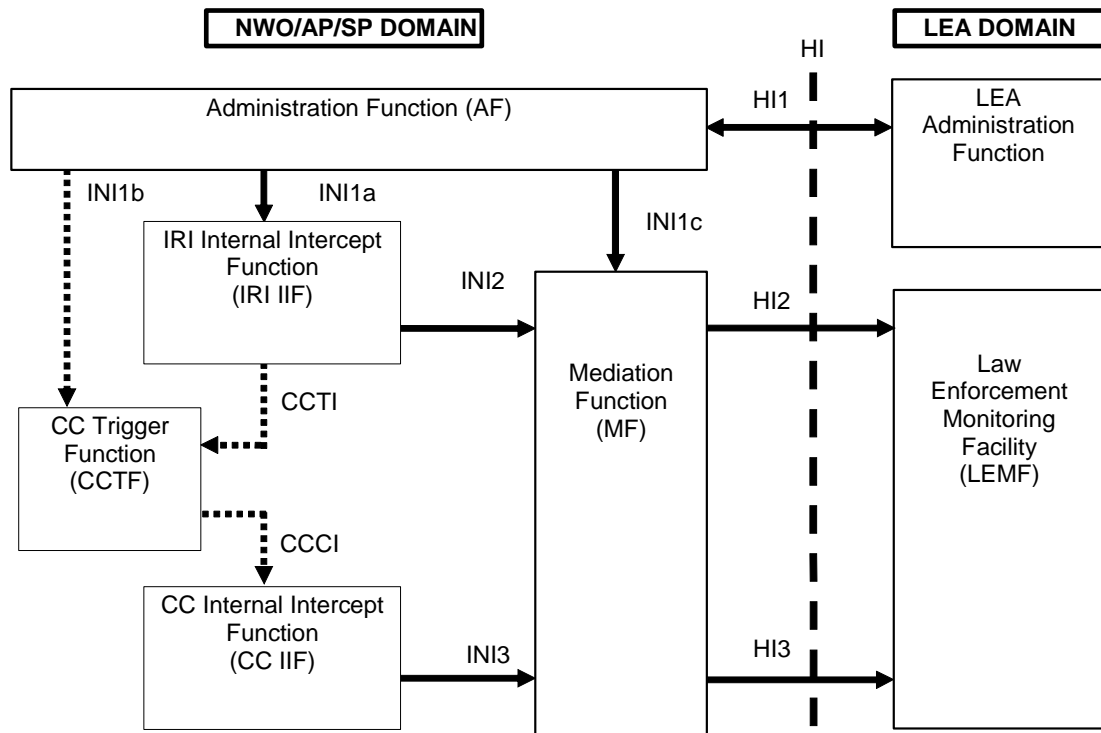 NWO/AP/SP DOMAIN
LEA DOMAIN
HI
Administration Function (AF)
HI1
LEA
Administration
Function
INI1b
INI1a
INI1c
IRI Internal Intercept
Function
(IRI IIF)
INI2
HI2
Mediation
Function
(MF)
Law
Enforcement
Monitoring
Facility
(LEMF)
CCTI
CC Trigger
Function
(CCTF)
CCCI
CC Internal Intercept
Function
(CC IIF)
INI3
HI3